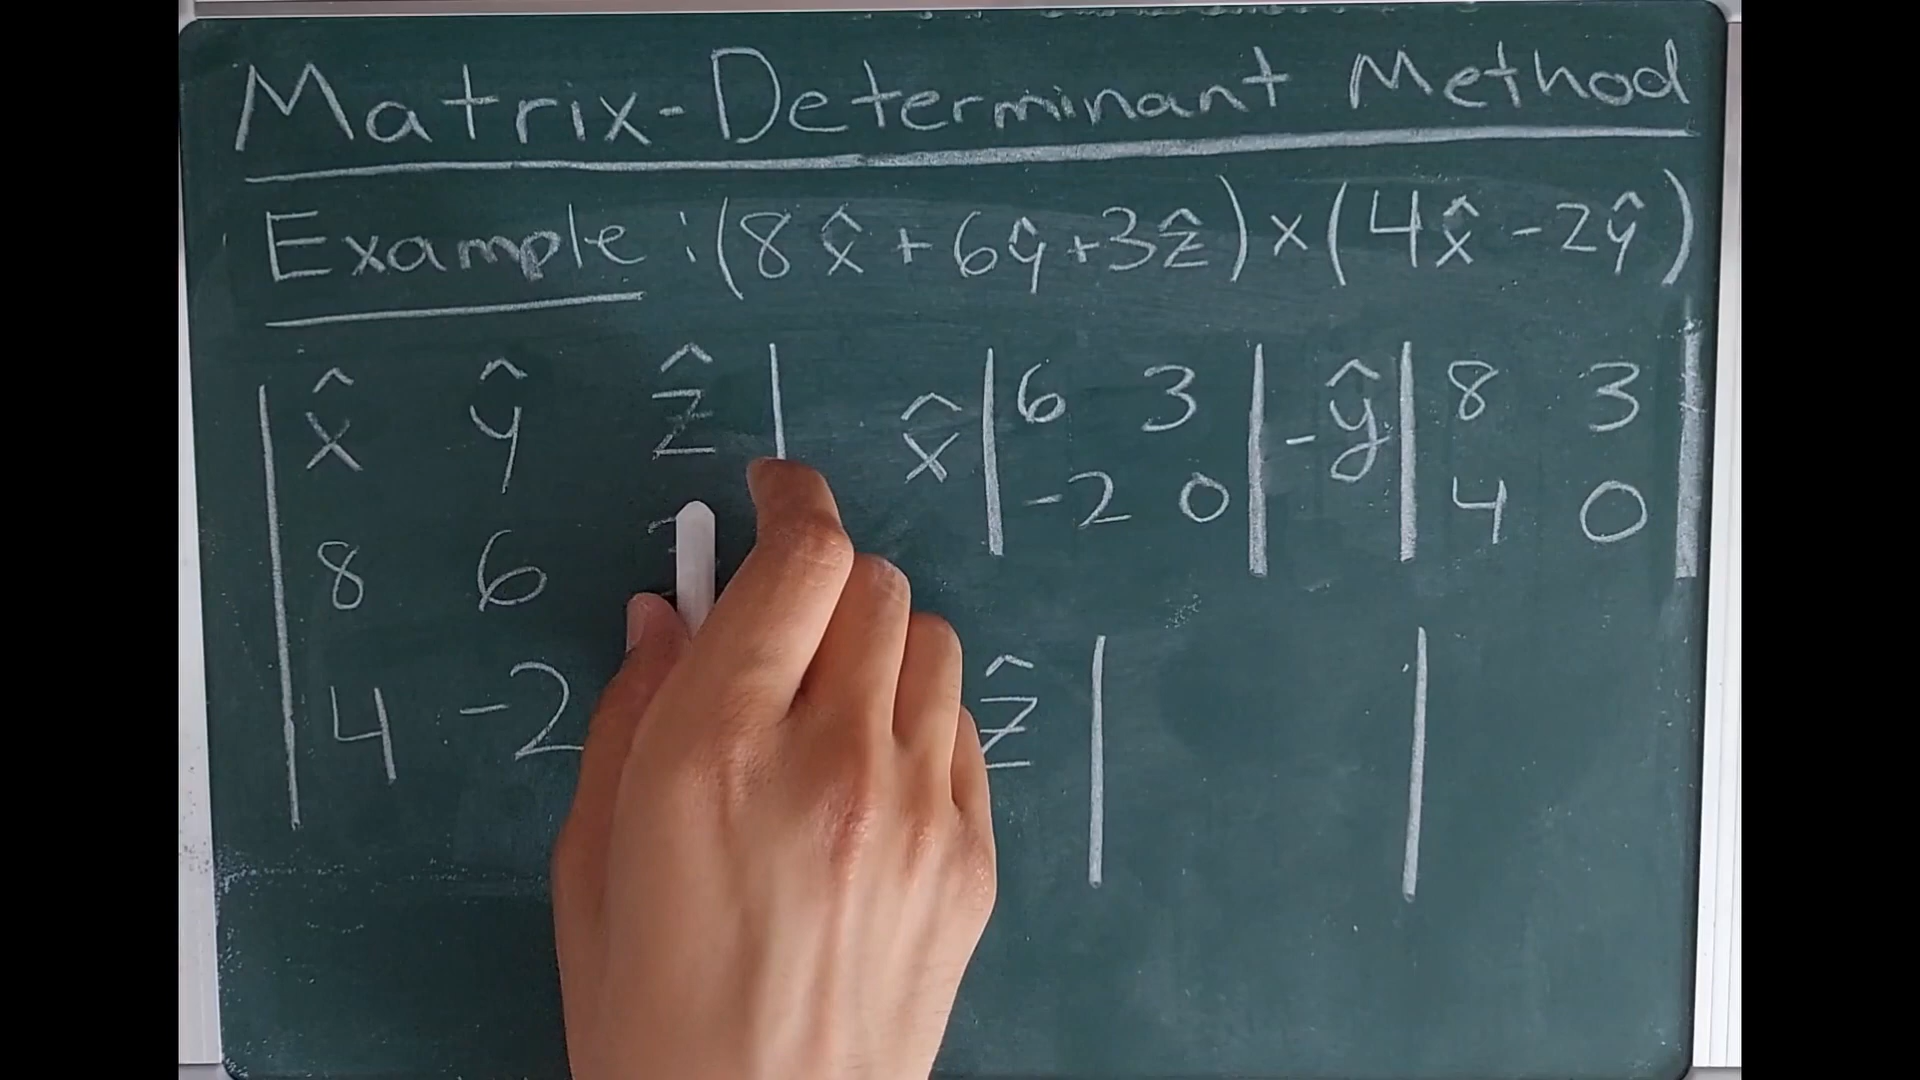 Matrix-Determinant Method
Example : (8x̂ + 6ŷ + 3ẑ) × (4x̂ - 2ŷ)
| x̂ ŷ ẑ | x̂ | 6 3 | - ŷ | 8 3 |
-2 0 4 0
8 6
4 -2 ẑ | |